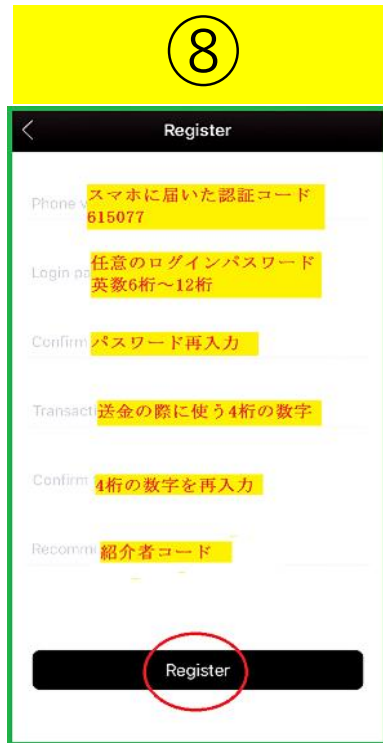 ⑧
Register
Phone v
スマホに届いた認証コード
615077
Login pa
任意のログインパスワード
英数6桁～12桁
Confirm パスワード再入力
Transacti 送金の際に使う4桁の数字
Confirm 4桁の数字を再入力
Recomm 紹介者コード
Register